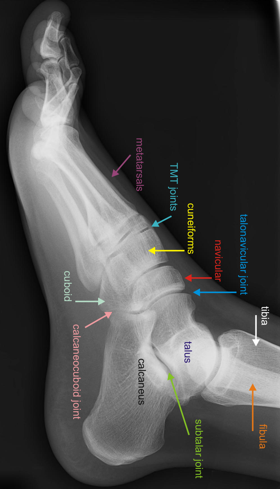 metatarsals
TMT joints
cuneiforms
talonavicular joint
navicular
cuboid
calcaneocuboid joint
tibia
talus
calcaneus
fibula
subtalar joint